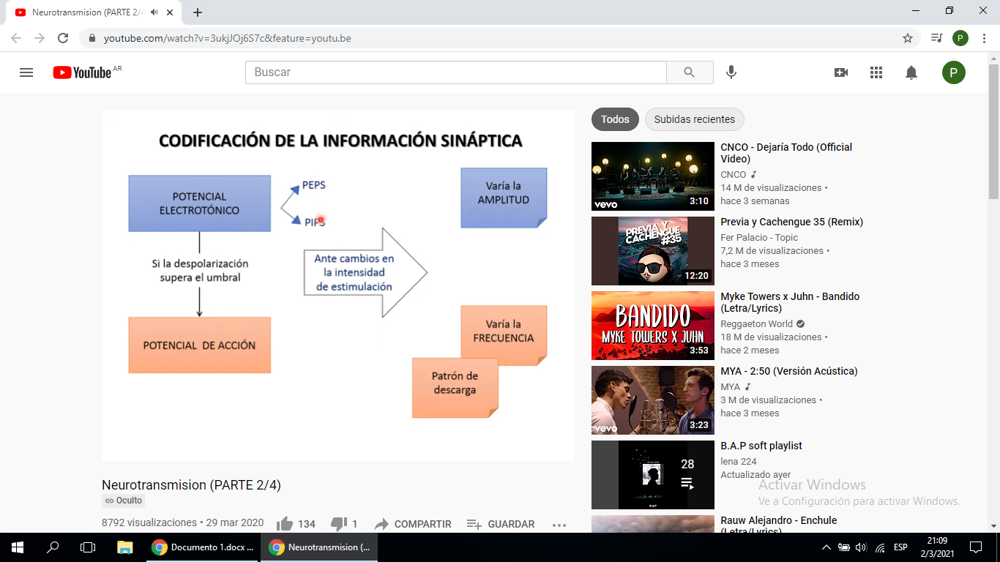 Neurotransmision (PARTE 2/4
youtube.com/watch?v=3ukjJOj6S7c&feature=youtu.be
P
YouTube AR
Buscar
P
CODIFICACIÓN DE LA INFORMACIÓN SINÁPTICA
POTENCIAL
ELECTROTÓNICO
PEPS
PIPS
Varía la
AMPLITUD
Si la despolarización
supera el umbral
Ante cambios en
la intensidad
de estimulación
POTENCIAL DE ACCIÓN
Varía la
FRECUENCIA
Patrón de
descarga
Neurotransmision (PARTE 2/4)
Oculto
8792 visualizaciones • 29 mar 2020
134
1
COMPARTIR
GUARDAR
Todos
Subidas recientes
vevo
3:10
CNCO - Dejaría Todo (Official
Video)
CNCO
14 M de visualizaciones •
hace 3 semanas
PREVIA Y
CACHENGUE
#35
12:20
Previa y Cachengue 35 (Remix)
Fer Palacio - Topic
7,2 M de visualizaciones •
hace 3 meses
BANDIDO
MYKE TOWERS X JUHN
3:53
Myke Towers x Juhn - Bandido
(Letra/Lyrics)
Reggaeton World
18 M de visualizaciones •
hace 2 meses
vevo
3:23
MYA - 2:50 (Versión Acústica)
MYA
3 M de visualizaciones •
hace 3 meses
28
B.A.P
B.A.P soft playlist
lena 224
Actualizado ayer
Rauw Alejandro - Enchule
(Letra/Lyrics)
Activar Windows
Ve a Configuración para activar Windows.
Documento 1.docx ...
Neurotransmision (...
ESP
21:09
2/3/2021